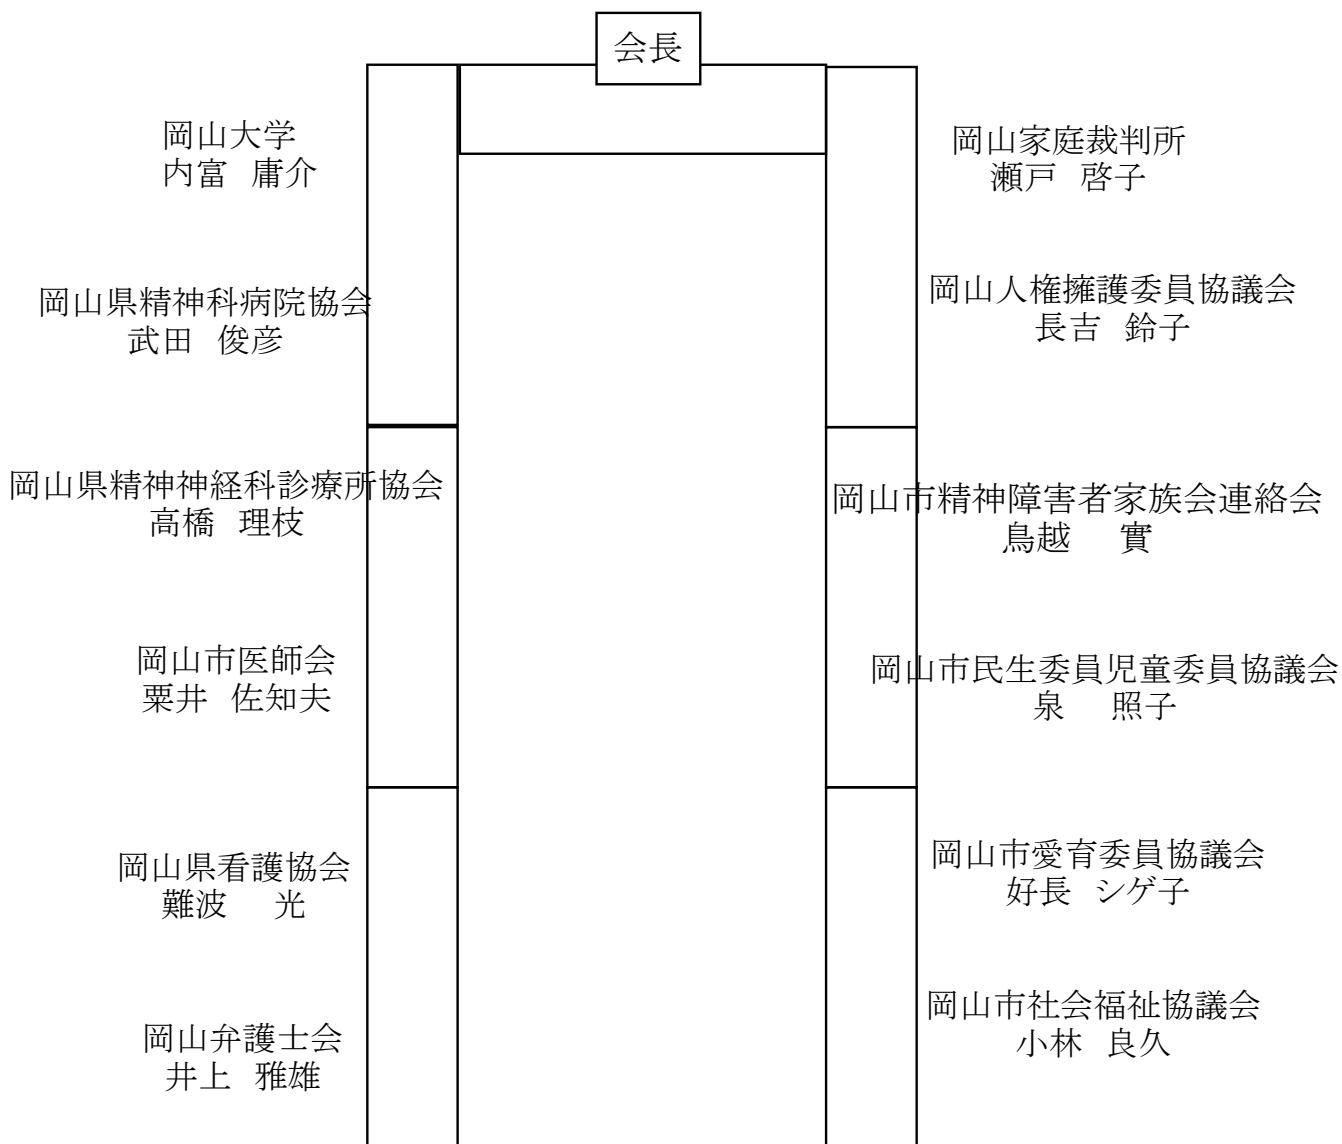 会長
岡山大学
内富 庸介
岡山県精神科病院協会
武田 俊彦
岡山県精神神経科診療所協会
高橋 理枝
岡山市医師会
粟井 佐知夫
岡山県看護協会
難波 光
岡山弁護士会
井上 雅雄
岡山家庭裁判所
瀬戸 啓子
岡山人権擁護委員協議会
長吉 鈴子
岡山市精神障害者家族会連絡会
鳥越 實
岡山市民生委員児童委員協議会
泉 照子
岡山市愛育委員協議会
好長 シゲ子
岡山市社会福祉協議会
小林 良久